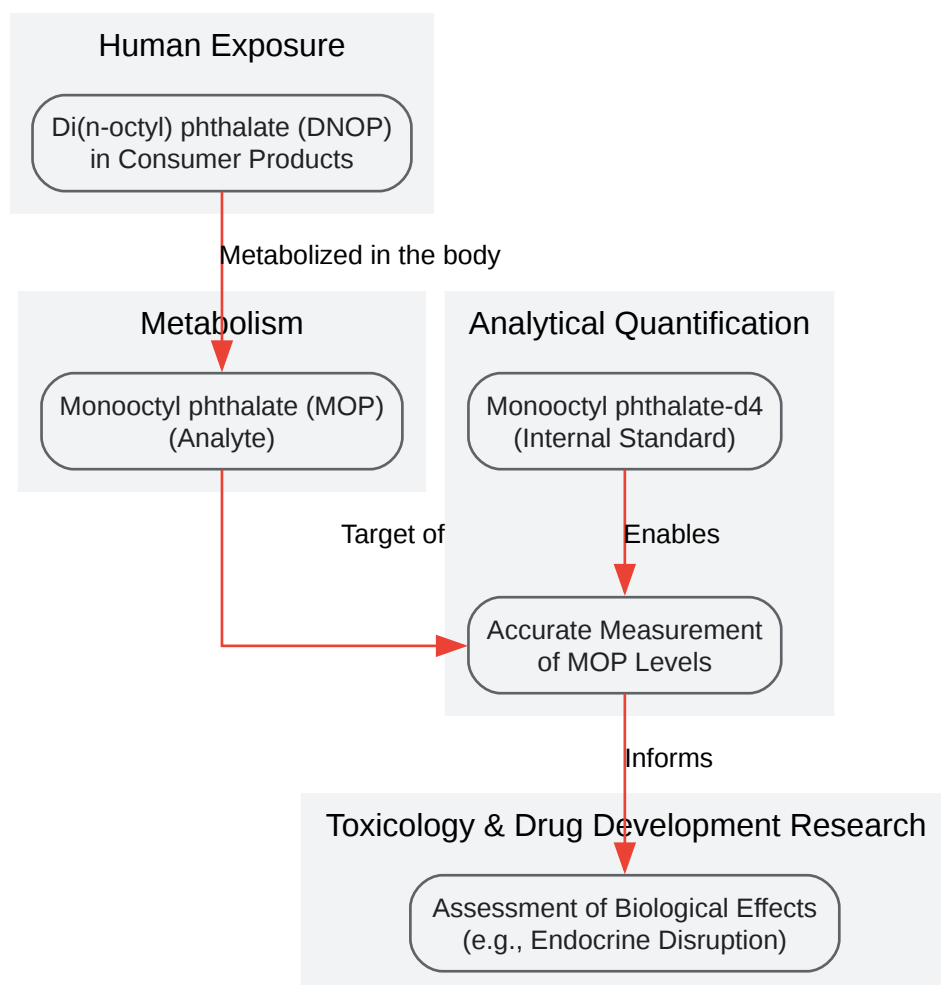 Human Exposure
Di(n-octyl) phthalate (DNOP)
in Consumer Products
Metabolized in the body
Metabolism
Monooctyl phthalate (MOP)
(Analyte)
Analytical Quantification
Monooctyl phthalate-d4
(Internal Standard)
Target of
Enables
Accurate Measurement
of MOP Levels
Informs
Toxicology & Drug Development Research
Assessment of Biological Effects
(e.g., Endocrine Disruption)